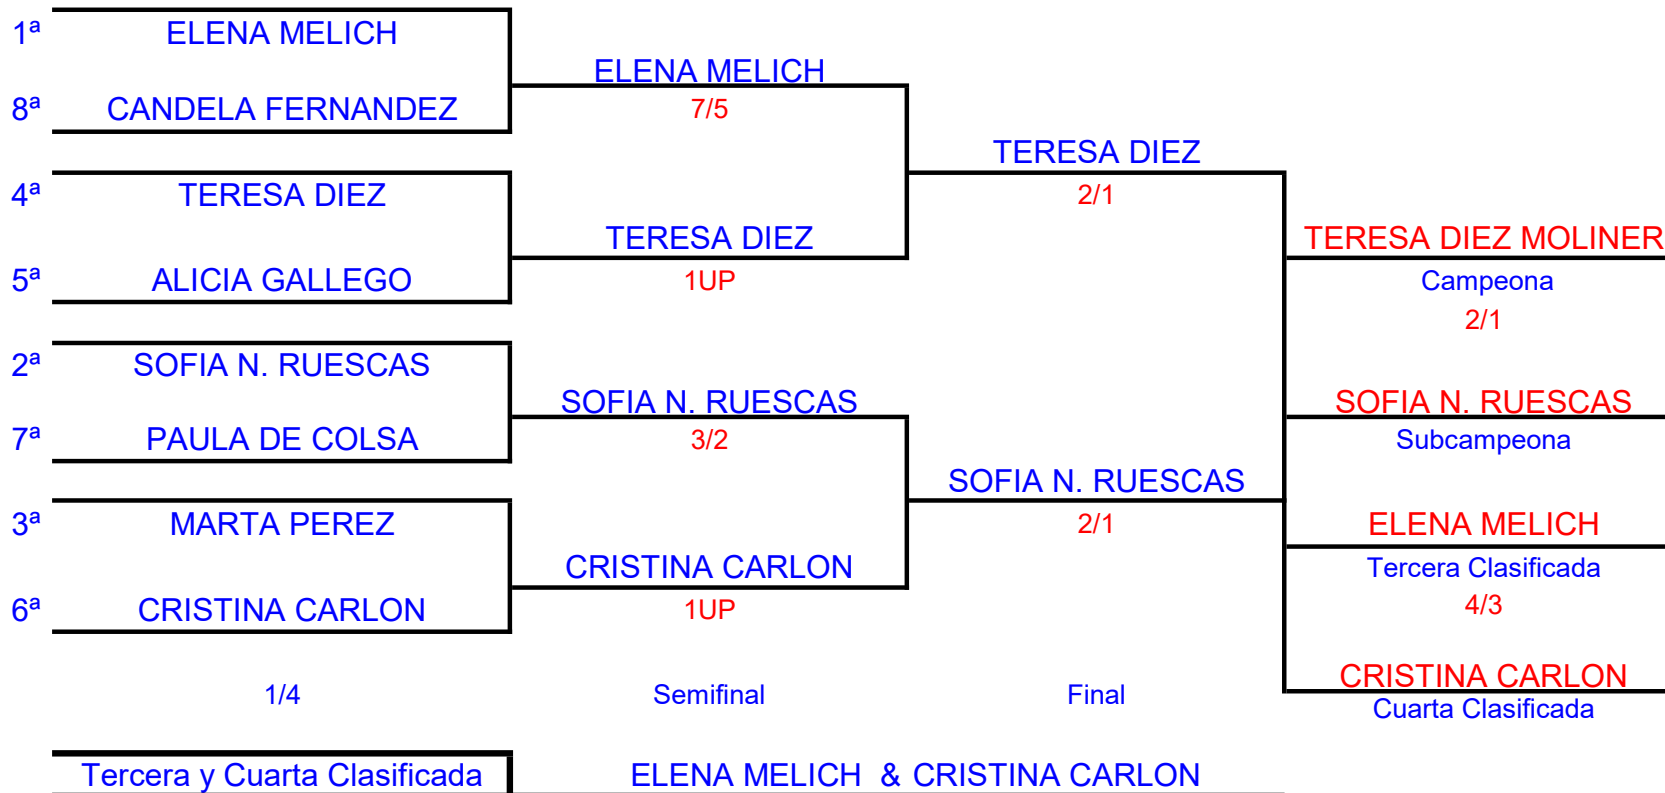 1ª ELENA MELICH
ELENA MELICH
8ª CANDELA FERNANDEZ
7/5
TERESA DIEZ
4ª TERESA DIEZ
2/1
TERESA DIEZ
TERESA DIEZ MOLINER
5ª ALICIA GALLEGO
1UP
Campeona
2/1
2ª SOFIA N. RUESCAS
SOFIA N. RUESCAS
SOFIA N. RUESCAS
7ª PAULA DE COLSA
3/2
Subcampeona
SOFIA N. RUESCAS
3ª MARTA PEREZ
2/1
ELENA MELICH
CRISTINA CARLON
Tercera Clasificada
6ª CRISTINA CARLON
1UP
4/3
CRISTINA CARLON
1/4 Semifinal Final
Cuarta Clasificada
Tercera y Cuarta Clasificada ELENA MELICH & CRISTINA CARLON